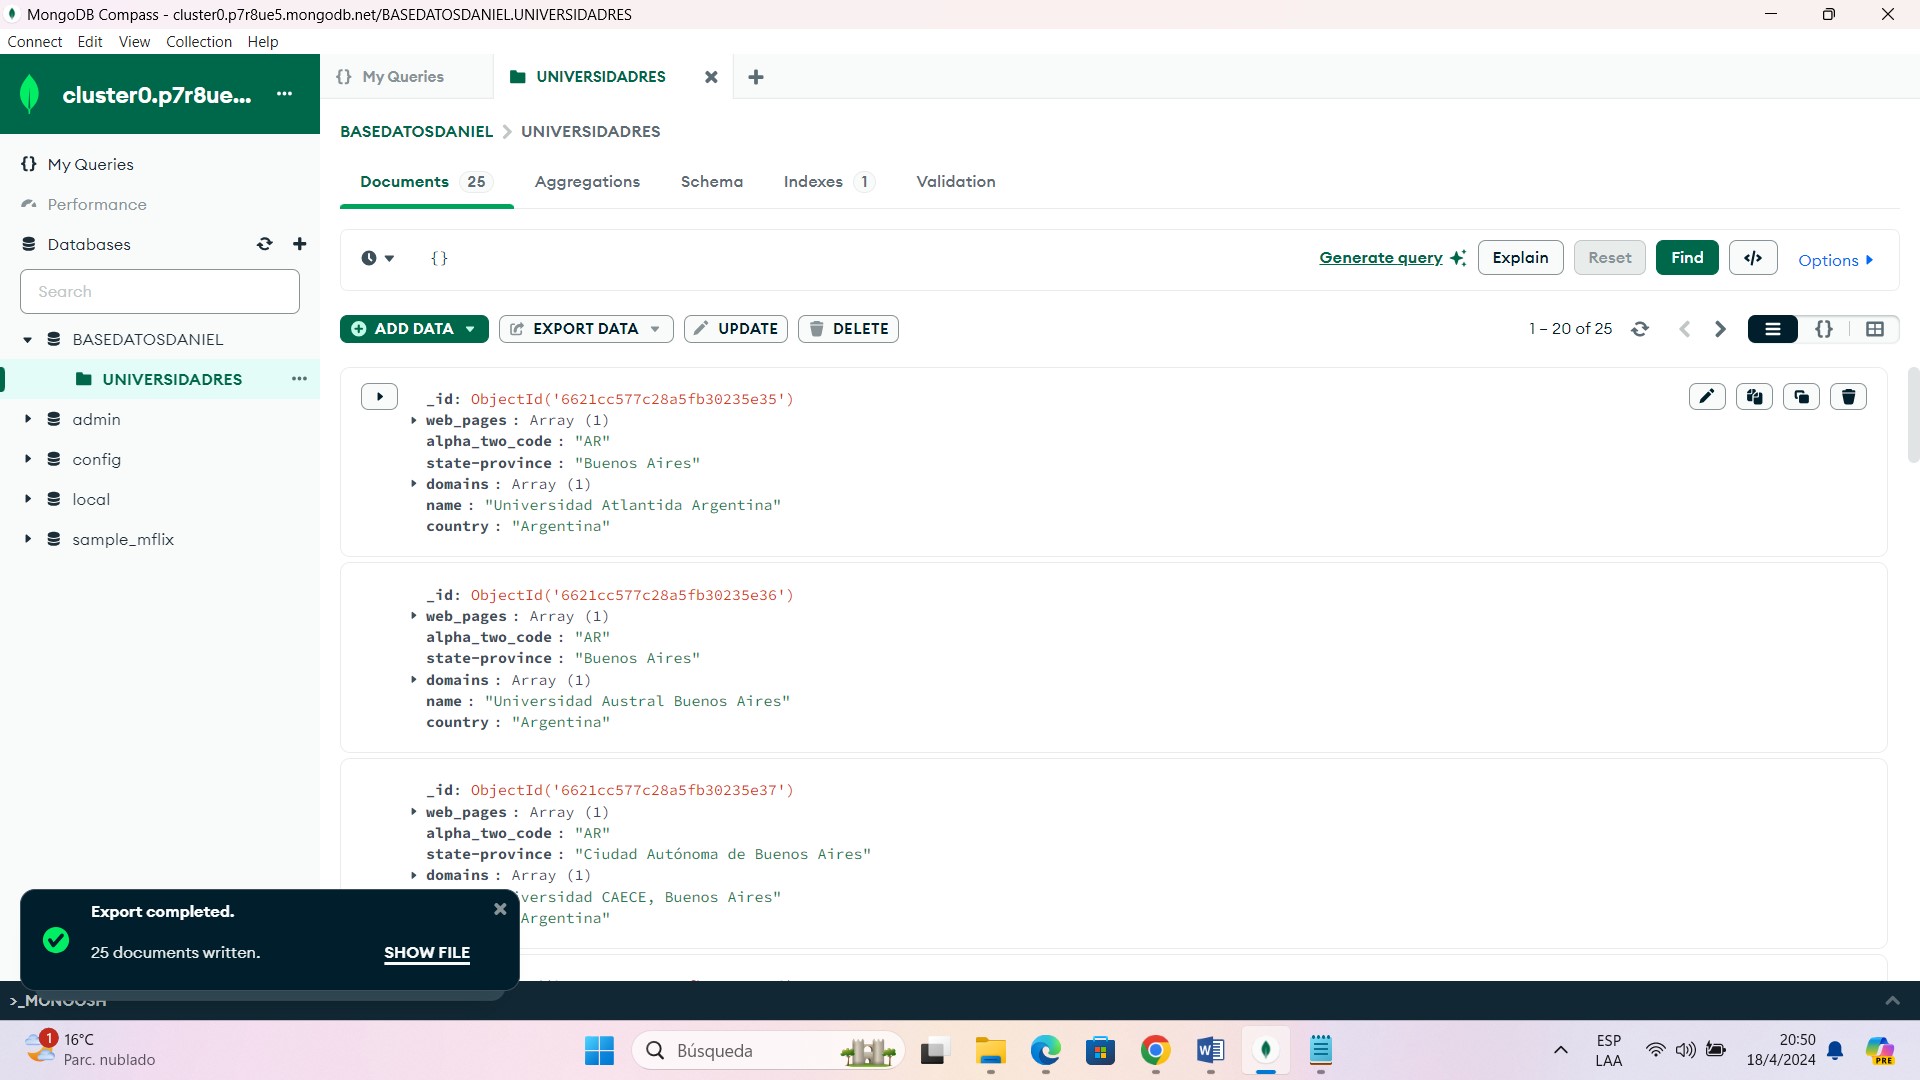 MongoDB Compass - cluster0.p7r8ue5.mongodb.net/BASEDATOSDANIEL.UNIVERSIDADRES
Connect Edit View Collection Help
cluster0.p7r8ue... ...
{} My Queries
UNIVERSIDADRES
BASEDATOSDANIEL > UNIVERSIDADRES
{} My Queries
Performance
Databases
Search
BASEDATOSDANIEL
UNIVERSIDADRES ...
admin
config
local
sample_mflix
Documents 25 Aggregations Schema Indexes 1 Validation
{} Generate query Explain Reset Find </> Options
ADD DATA EXPORT DATA UPDATE DELETE 1 – 20 of 25 {}
_id: ObjectId('6621cc577c28a5fb30235e35')
web_pages : Array (1)
alpha_two_code : "AR"
state-province : "Buenos Aires"
domains : Array (1)
name : "Universidad Atlantida Argentina"
country : "Argentina"
_id: ObjectId('6621cc577c28a5fb30235e36')
web_pages : Array (1)
alpha_two_code : "AR"
state-province : "Buenos Aires"
domains : Array (1)
name : "Universidad Austral Buenos Aires"
country : "Argentina"
_id: ObjectId('6621cc577c28a5fb30235e37')
web_pages : Array (1)
alpha_two_code : "AR"
state-province : "Ciudad Autónoma de Buenos Aires"
domains : Array (1)
versidad CAECE, Buenos Aires"
Argentina"
Export completed.
25 documents written. SHOW FILE
>_MONGOSH
1
16°C
Parc. nublado
Búsqueda
ESP
LAA
20:50
18/4/2024
PRE